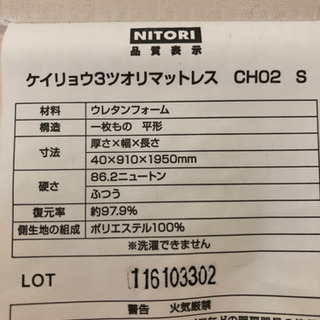 NITORI
品質表示
ケイリョウ3ツオリマットレス CH02 S
材料 ウレタンフォーム
構造 一枚もの 平形
寸法 厚さ×幅×長さ
40×910×1950mm
硬さ 86.2ニュートン
ふつう
復元率 約97.9%
側生地の組成 ポリエステル100%
※洗濯できません
LOT 116103302
警告 火気厳禁